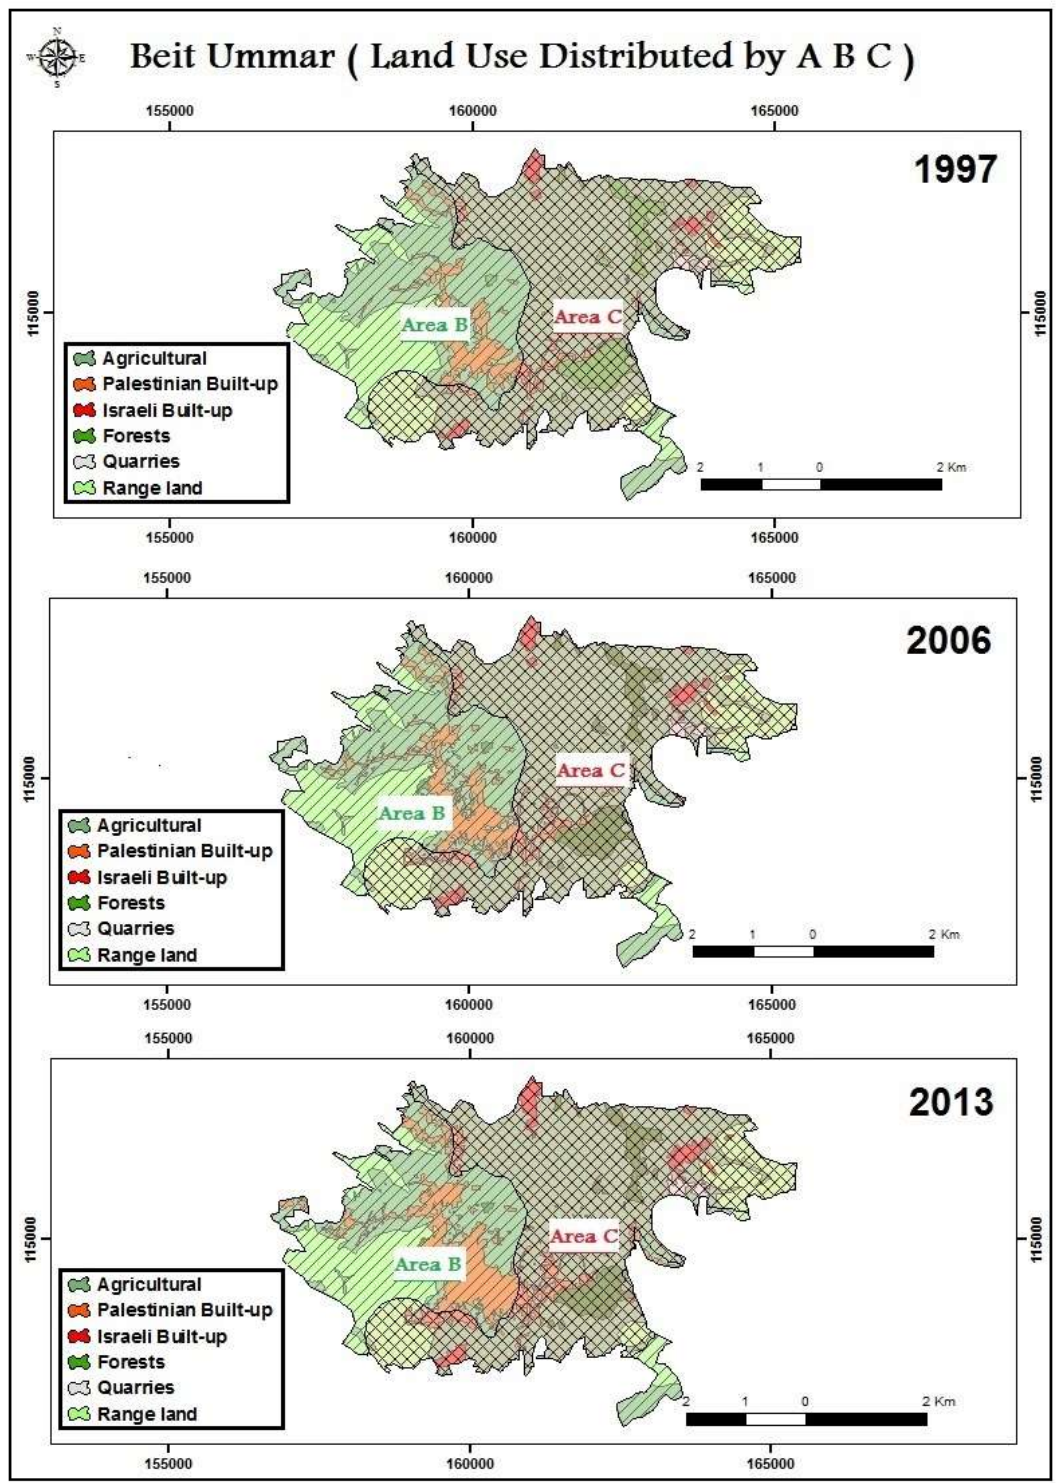 N
W E
S
Beit Ummar ( Land Use Distributed by A B C )
155000 160000 165000
1997
115000 115000
Area B
Area C
Agricultural
Palestinian Built-up
Israeli Built-up
Forests
Quarries
Range land
2 1 0 2 Km
155000 160000 165000
155000 160000 165000
2006
115000 115000
Area C
Area B
Agricultural
Palestinian Built-up
Israeli Built-up
Forests
Quarries
Range land
2 1 0 2 Km
155000 160000 165000
155000 160000 165000
2013
115000 115000
Area C
Area B
Agricultural
Palestinian Built-up
Israeli Built-up
Forests
Quarries
Range land
2 1 0 2 Km
155000 160000 165000